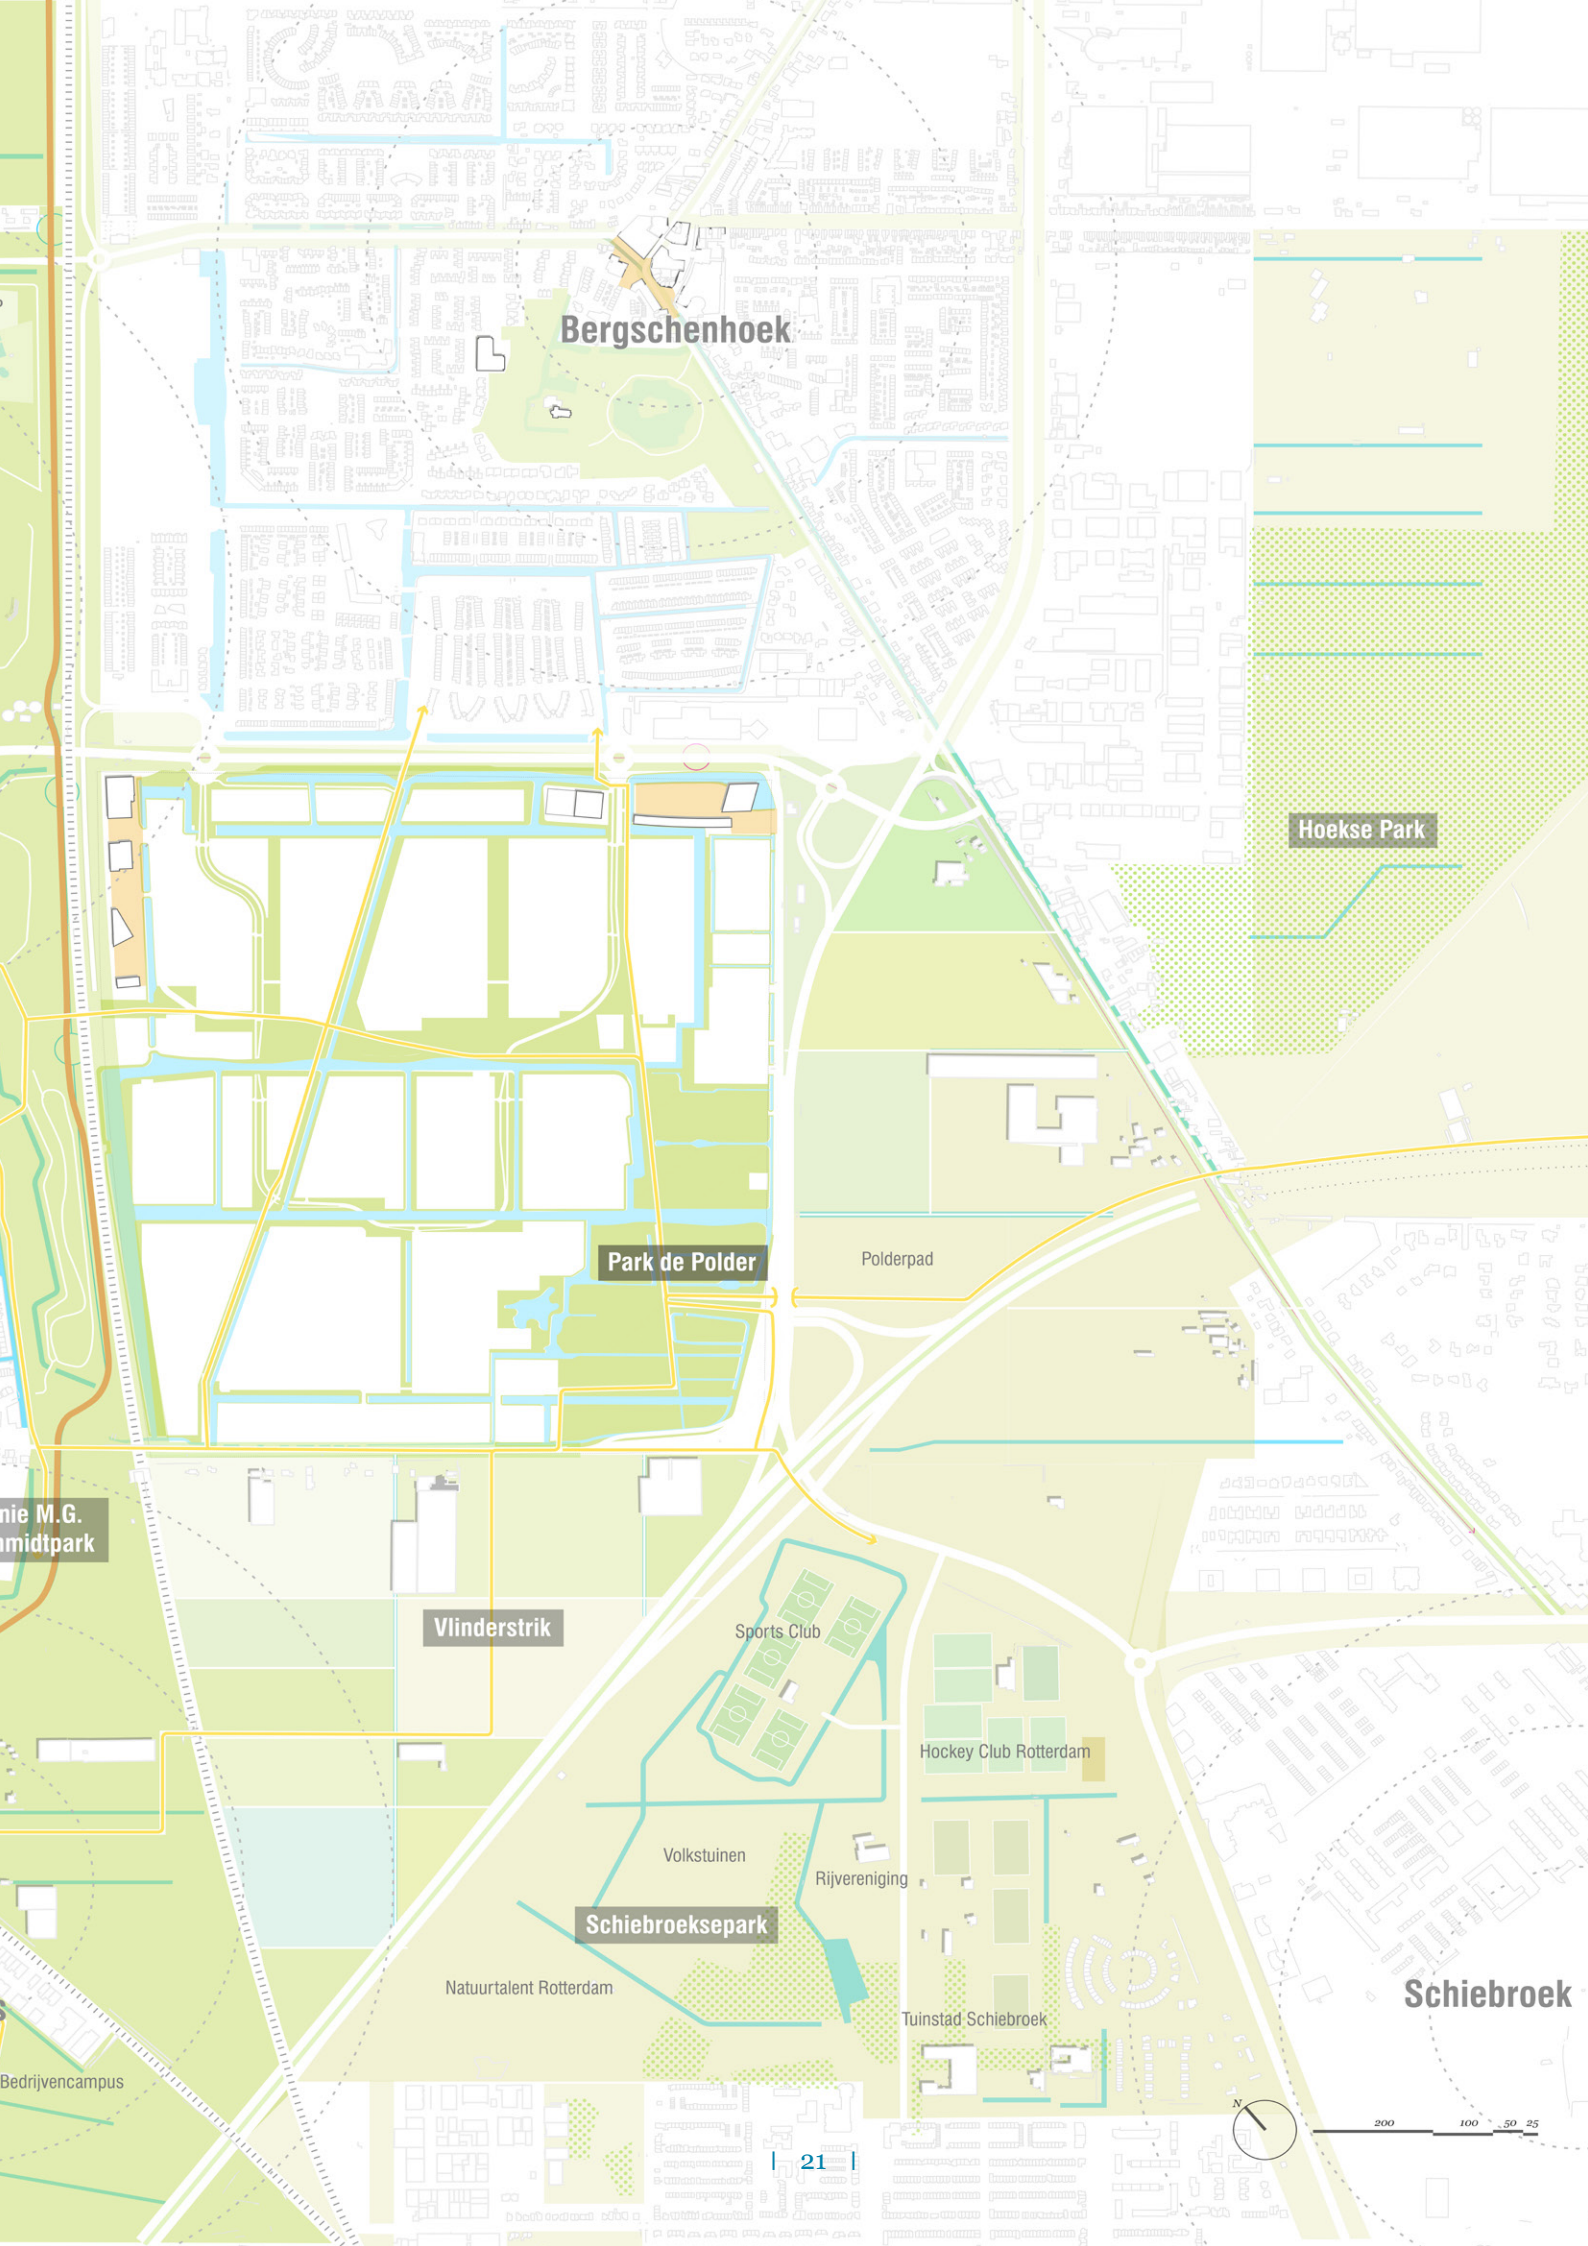 Bergschenhoek
Hoekse Park
Park de Polder
Polderpad
nie M.G.
midtpark
Vlinderstrik
Sports Club
Hockey Club Rotterdam
Volkstuinen
Rijvereniging
Schiebroeksepark
Natuurtalent Rotterdam
Schiebroek
Tuinstad Schiebroek
Bedrijvencampus
N
200 100 50 25
| 21 |